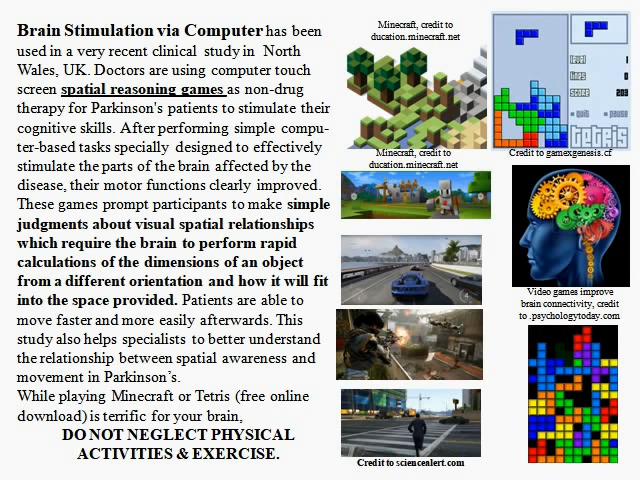 Brain Stimulation via Computer has been
used in a very recent clinical study in North
Wales, UK. Doctors are using computer touch
screen spatial reasoning games as non-drug
therapy for Parkinson's patients to stimulate their
cognitive skills. After performing simple compu-
ter-based tasks specially designed to effectively
stimulate the parts of the brain affected by the
disease, their motor functions clearly improved.
These games prompt participants to make simple
judgments about visual spatial relationships
which require the brain to perform rapid
calculations of the dimensions of an object
from a different orientation and how it will fit
into the space provided. Patients are able to
move faster and more easily afterwards. This
study also helps specialists to better understand
the relationship between spatial awareness and
movement in Parkinson's.
While playing Minecraft or Tetris (free online
download) is terrific for your brain,
DO NOT NEGLECT PHYSICAL
ACTIVITIES & EXERCISE.
Minecraft, credit to
ducation.minecraft.net
Minecraft, credit to
ducation.minecraft.net
Credit to sciencealert.com
level 1
lines 0
score 203
quit pause
tetris
Credit to gamexgenesis.cf
Video games improve
brain connectivity, credit
to .psychologytoday.com